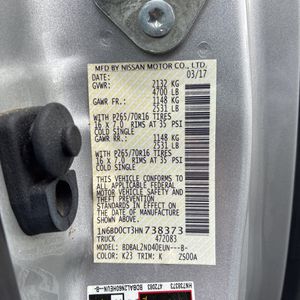 MFD BY NISSAN MOTOR CO., LTD.
DATE: 03/17
GVWR: 2132 KG
4700 LB
GAWR FR.: 1148 KG
2531 LB
WITH P265/70R16 TIRES
16 X 7.0 RIMS AT 35 PSI
COLD SINGLE
GAWR RR: 1148 KG
2531 LB
WITH P265/70R16 TIRES
16 X 7.0 RIMS AT 35 PSI
COLD SINGLE
THIS VEHICLE CONFORMS TO
ALL APPLICABLE FEDERAL
MOTOR VEHICLE SAFETY AND
THEFT PREVENTION
STANDARDS IN EFFECT ON
THE DATE OF MANUFACTURE
SHOWN ABOVE.
1N6BD0CT3HN738373
TRUCK 472083
MODEL: BDBAL2ND40EUN---B-
COLOR: K23 TRIM: K ZS00A
HN738373
472083